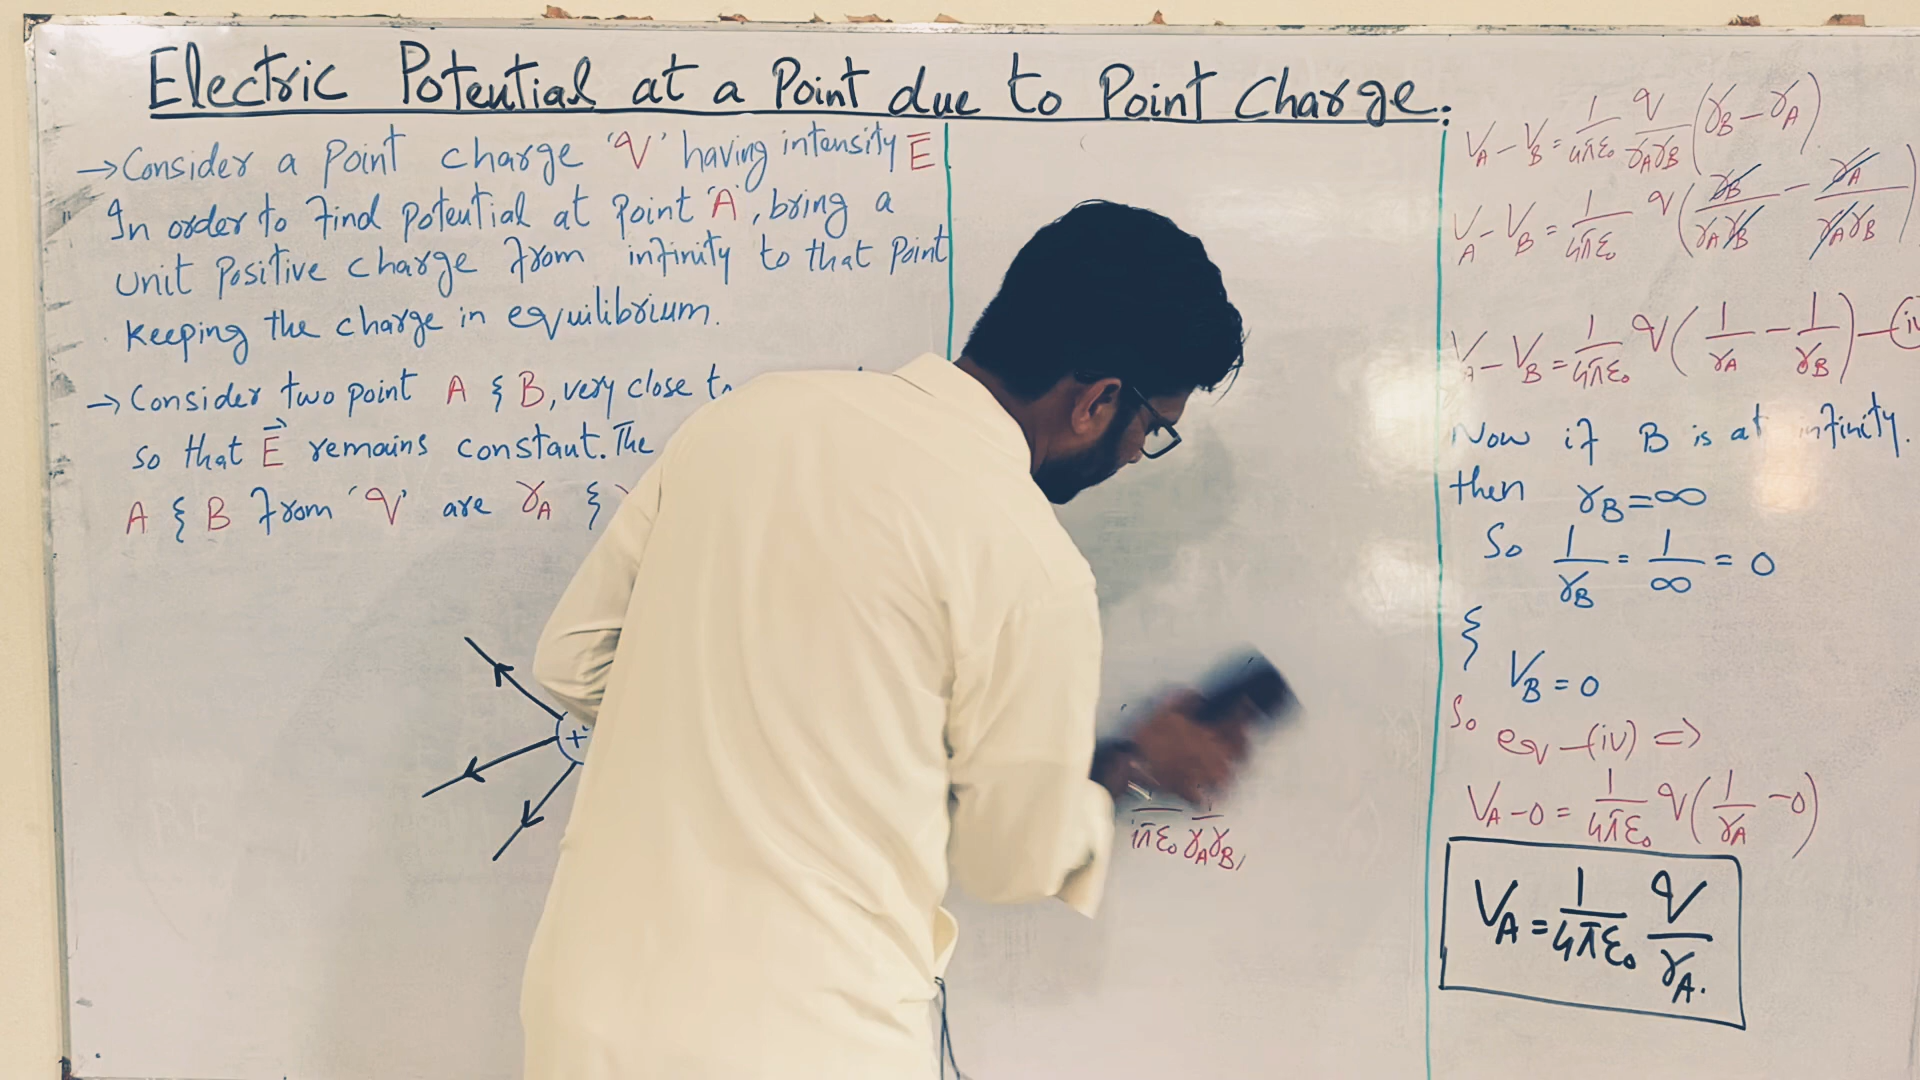 Electric Potential at a Point due to Point Charge.
→ Consider a point charge 'q' having intensity E
In order to find potential at point 'A', bring a
unit positive charge from infinity to that point
keeping the charge in equilibrium.
→ Consider two point A & B, very close
so that E⃗ remains constant. The
A & B from 'q' are r_A &
+
4πε₀ r_A r_B
V_A - V_B = 1/4πε₀ q/r_A r_B (r_B - r_A)
V_A - V_B = 1/4πε₀ q (r_B/r_A r_B - r_A/r_A r_B)
V_A - V_B = 1/4πε₀ q (1/r_A - 1/r_B) — (iv
Now if B is at infinity.
then r_B = ∞
So 1/r_B = 1/∞ = 0
&
V_B = 0
So eq – (iv) =>
V_A - 0 = 1/4πε₀ q (1/r_A - 0)
V_A = 1/4πε₀ q/r_A.